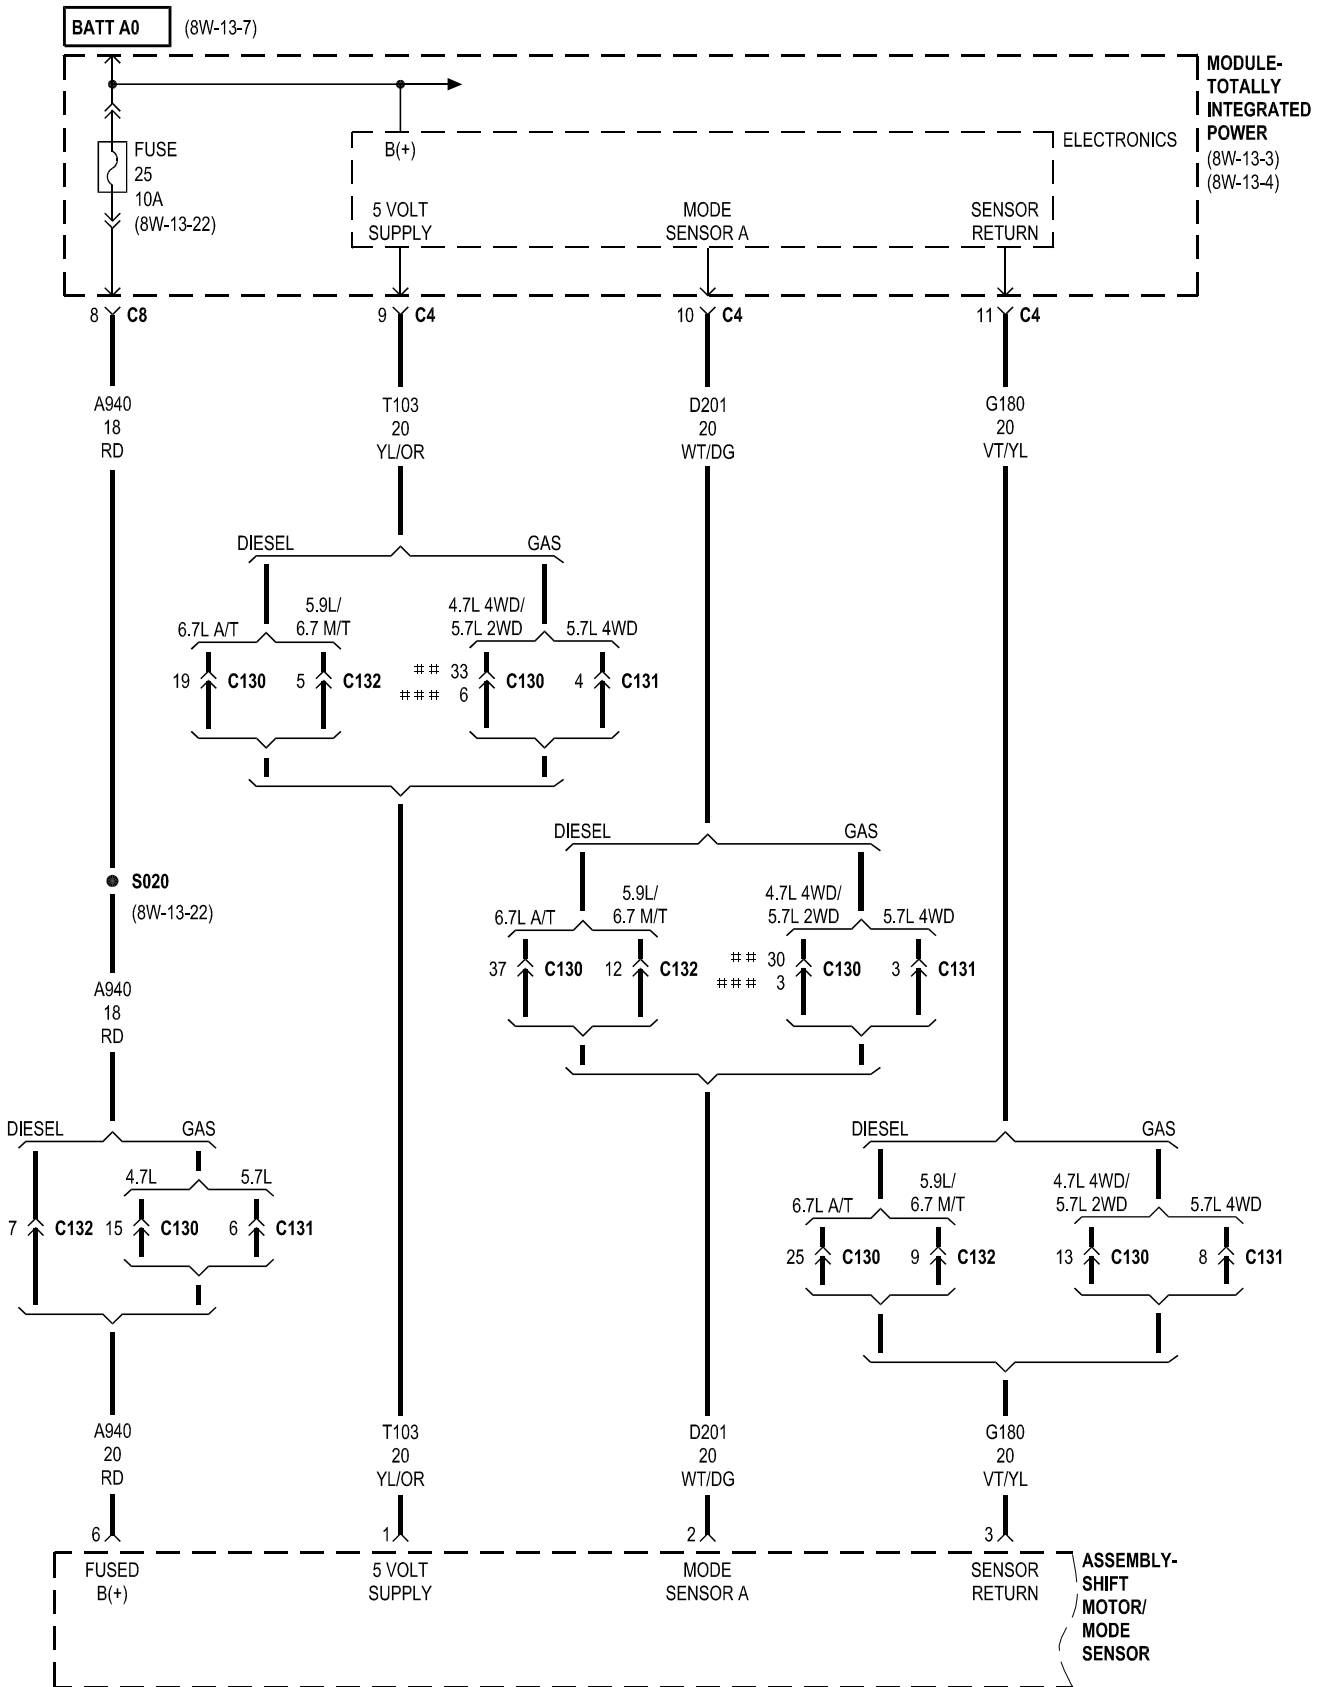 BATT A0 (8W-13-7)
MODULE-
TOTALLY
INTEGRATED
POWER
(8W-13-3)
(8W-13-4)
FUSE
25
10A
(8W-13-22)
B(+)
ELECTRONICS
5 VOLT
SUPPLY
MODE
SENSOR A
SENSOR
RETURN
8 C8
9 C4
10 C4
11 C4
A940
18
RD
T103
20
YL/OR
D201
20
WT/DG
G180
20
VT/YL
DIESEL GAS
6.7L A/T
5.9L/
6.7 M/T
4.7L 4WD/
5.7L 2WD
5.7L 4WD
19 C130
5 C132
## 33
### 6
C130
4 C131
S020
(8W-13-22)
DIESEL GAS
6.7L A/T
5.9L/
6.7 M/T
4.7L 4WD/
5.7L 2WD
5.7L 4WD
37 C130
12 C132
## 30
### 3
C130
3 C131
A940
18
RD
DIESEL GAS
4.7L 5.7L
7 C132
15 C130
6 C131
DIESEL GAS
6.7L A/T
5.9L/
6.7 M/T
4.7L 4WD/
5.7L 2WD
5.7L 4WD
25 C130
9 C132
13 C130
8 C131
A940
20
RD
T103
20
YL/OR
D201
20
WT/DG
G180
20
VT/YL
6
1
2
3
FUSED
B(+)
5 VOLT
SUPPLY
MODE
SENSOR A
SENSOR
RETURN
ASSEMBLY-
SHIFT
MOTOR/
MODE
SENSOR